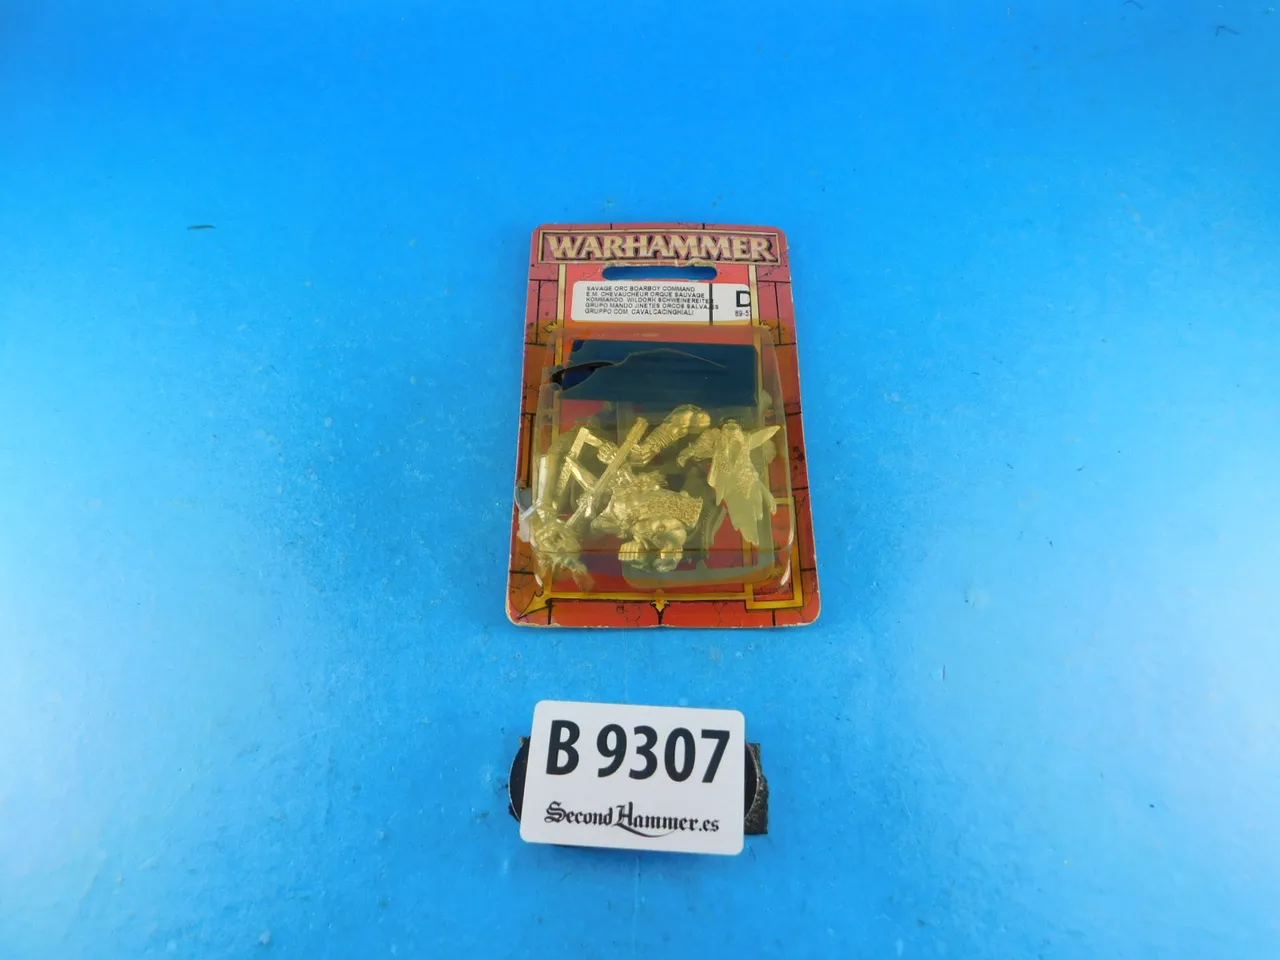 WARHAMMER
SAVAGE ORC BOARBOY COMMAND
E.M. CHEVAUCHEUR ORQUE SAUVAGE
KOMMANDO. WILDORK SCHWEINEREITER
GRUPO MANDO JINETES ORCOS SALVAJES
GRUPPO COM. CAVALCACINGHIALI
D
B 9307
SecondHammer.es